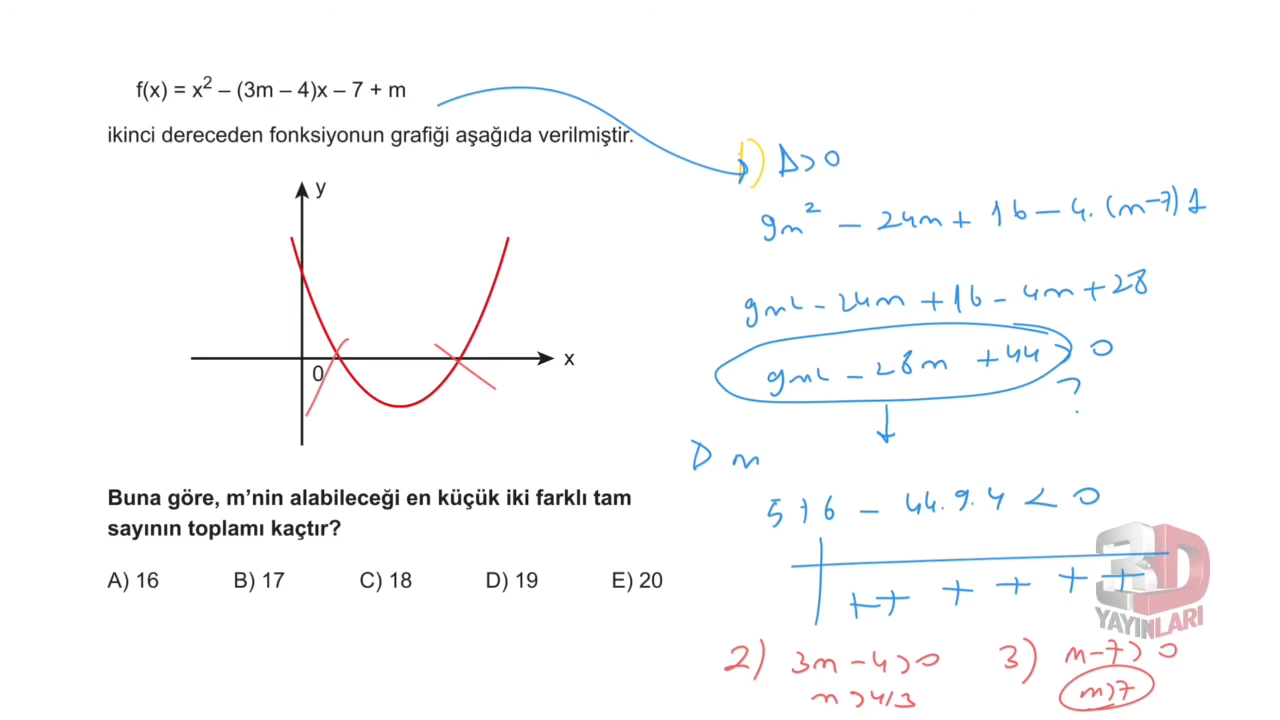 f(x) = x² – (3m – 4)x – 7 + m
ikinci dereceden fonksiyonun grafiği aşağıda verilmiştir.
y
x
0
Buna göre, m’nin alabileceği en küçük iki farklı tam
sayının toplamı kaçtır?
A) 16 B) 17 C) 18 D) 19 E) 20
1) Δ>0
9m² – 24m + 16 – 4.(m–7)1
9m² – 24m + 16 – 4m + 28
9m² – 28m + 44 > 0
?
D m
– 44.9.4 < 0
++ + + + +
2) 3m – 4 > 0
m > 4/3
3) m – 7 > 0
m>7
3D
YAYINLARI